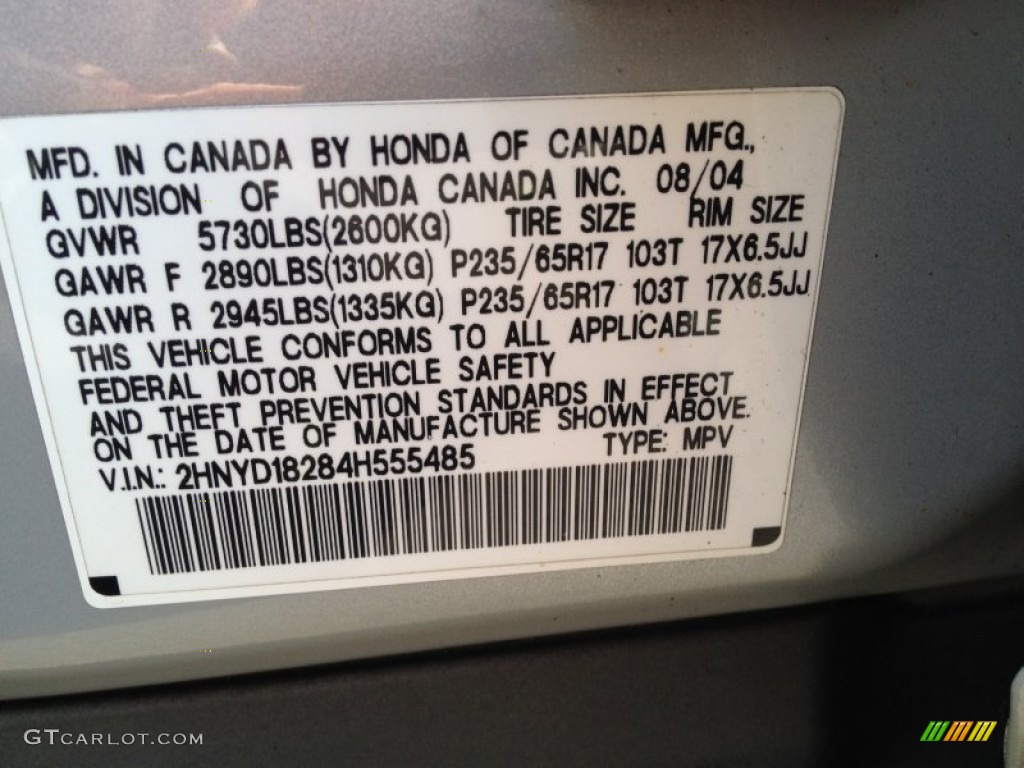 MFD. IN CANADA BY HONDA OF CANADA MFG.,
A DIVISION OF HONDA CANADA INC. 08/04
GVWR 5730LBS(2600KG) TIRE SIZE RIM SIZE
GAWR F 2890LBS(1310KG) P235/65R17 103T 17X6.5JJ
GAWR R 2945LBS(1335KG) P235/65R17 103T 17X6.5JJ
THIS VEHICLE CONFORMS TO ALL APPLICABLE
FEDERAL MOTOR VEHICLE SAFETY
AND THEFT PREVENTION STANDARDS IN EFFECT
ON THE DATE OF MANUFACTURE SHOWN ABOVE.
V.I.N.: 2HNYD18284H555485 TYPE: MPV
GTCARLOT.COM